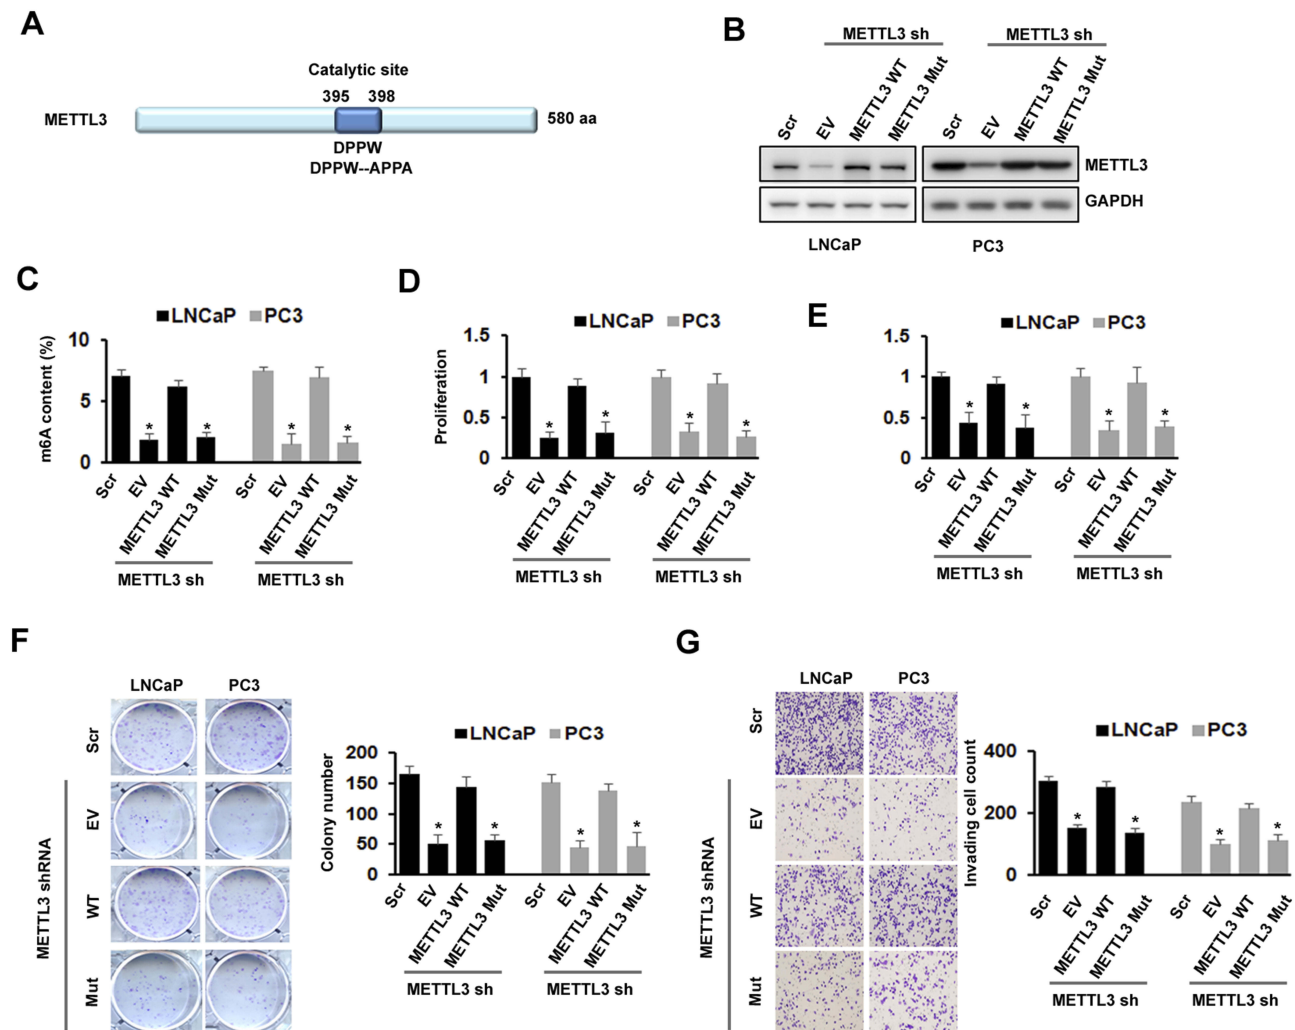 A
Catalytic site
395 398
METTL3
580 aa
DPPW
DPPW--APPA
B
METTL3 sh
METTL3 sh
Scr
EV
METTL3 WT
METTL3 Mut
Scr
EV
METTL3 WT
METTL3 Mut
METTL3
GAPDH
LNCaP
PC3
C
LNCaP PC3
m6A content (%)
10
5
0
Scr
EV
METTL3 WT
METTL3 Mut
Scr
EV
METTL3 WT
METTL3 Mut
* * * *
METTL3 sh
METTL3 sh
D
LNCaP PC3
Proliferation
1.5
1
0.5
0
* * * *
Scr
EV
METTL3 WT
METTL3 Mut
Scr
EV
METTL3 WT
METTL3 Mut
METTL3 sh
METTL3 sh
E
LNCaP PC3
1.5
1
0.5
0
* * * *
Scr
EV
METTL3 WT
METTL3 Mut
Scr
EV
METTL3 WT
METTL3 Mut
METTL3 sh
METTL3 sh
F
LNCaP PC3
Scr
EV
WT
Mut
METTL3 shRNA
LNCaP PC3
Colony number
200
150
100
50
0
* * * *
Scr
EV
METTL3 WT
METTL3 Mut
Scr
EV
METTL3 WT
METTL3 Mut
METTL3 sh
METTL3 sh
G
LNCaP PC3
Scr
EV
WT
Mut
METTL3 shRNA
LNCaP PC3
Invading cell count
400
200
0
* * * *
Scr
EV
METTL3 WT
METTL3 Mut
Scr
EV
METTL3 WT
METTL3 Mut
METTL3 sh
METTL3 sh